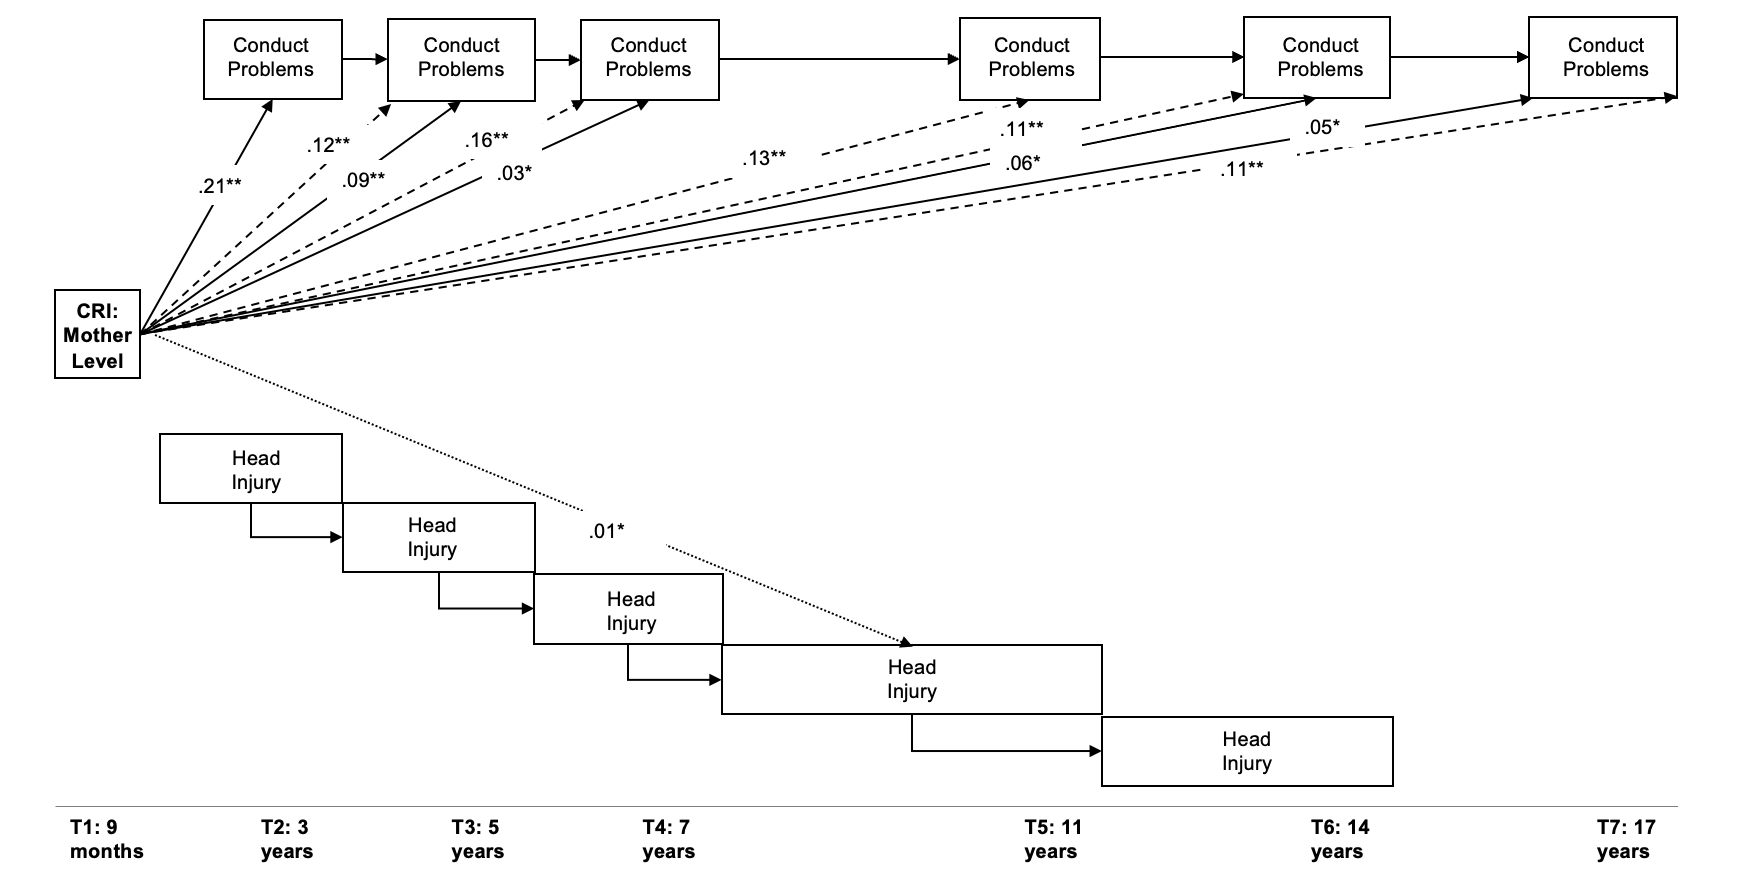 Conduct
Problems
Conduct
Problems
Conduct
Problems
Conduct
Problems
Conduct
Problems
Conduct
Problems
.21**
.12**
.09**
.16**
.03*
.13**
.11**
.06*
.05*
.11**
CRI:
Mother
Level
Head
Injury
Head
Injury
.01*
Head
Injury
Head
Injury
Head
Injury
T1: 9
months
T2: 3
years
T3: 5
years
T4: 7
years
T5: 11
years
T6: 14
years
T7: 17
years